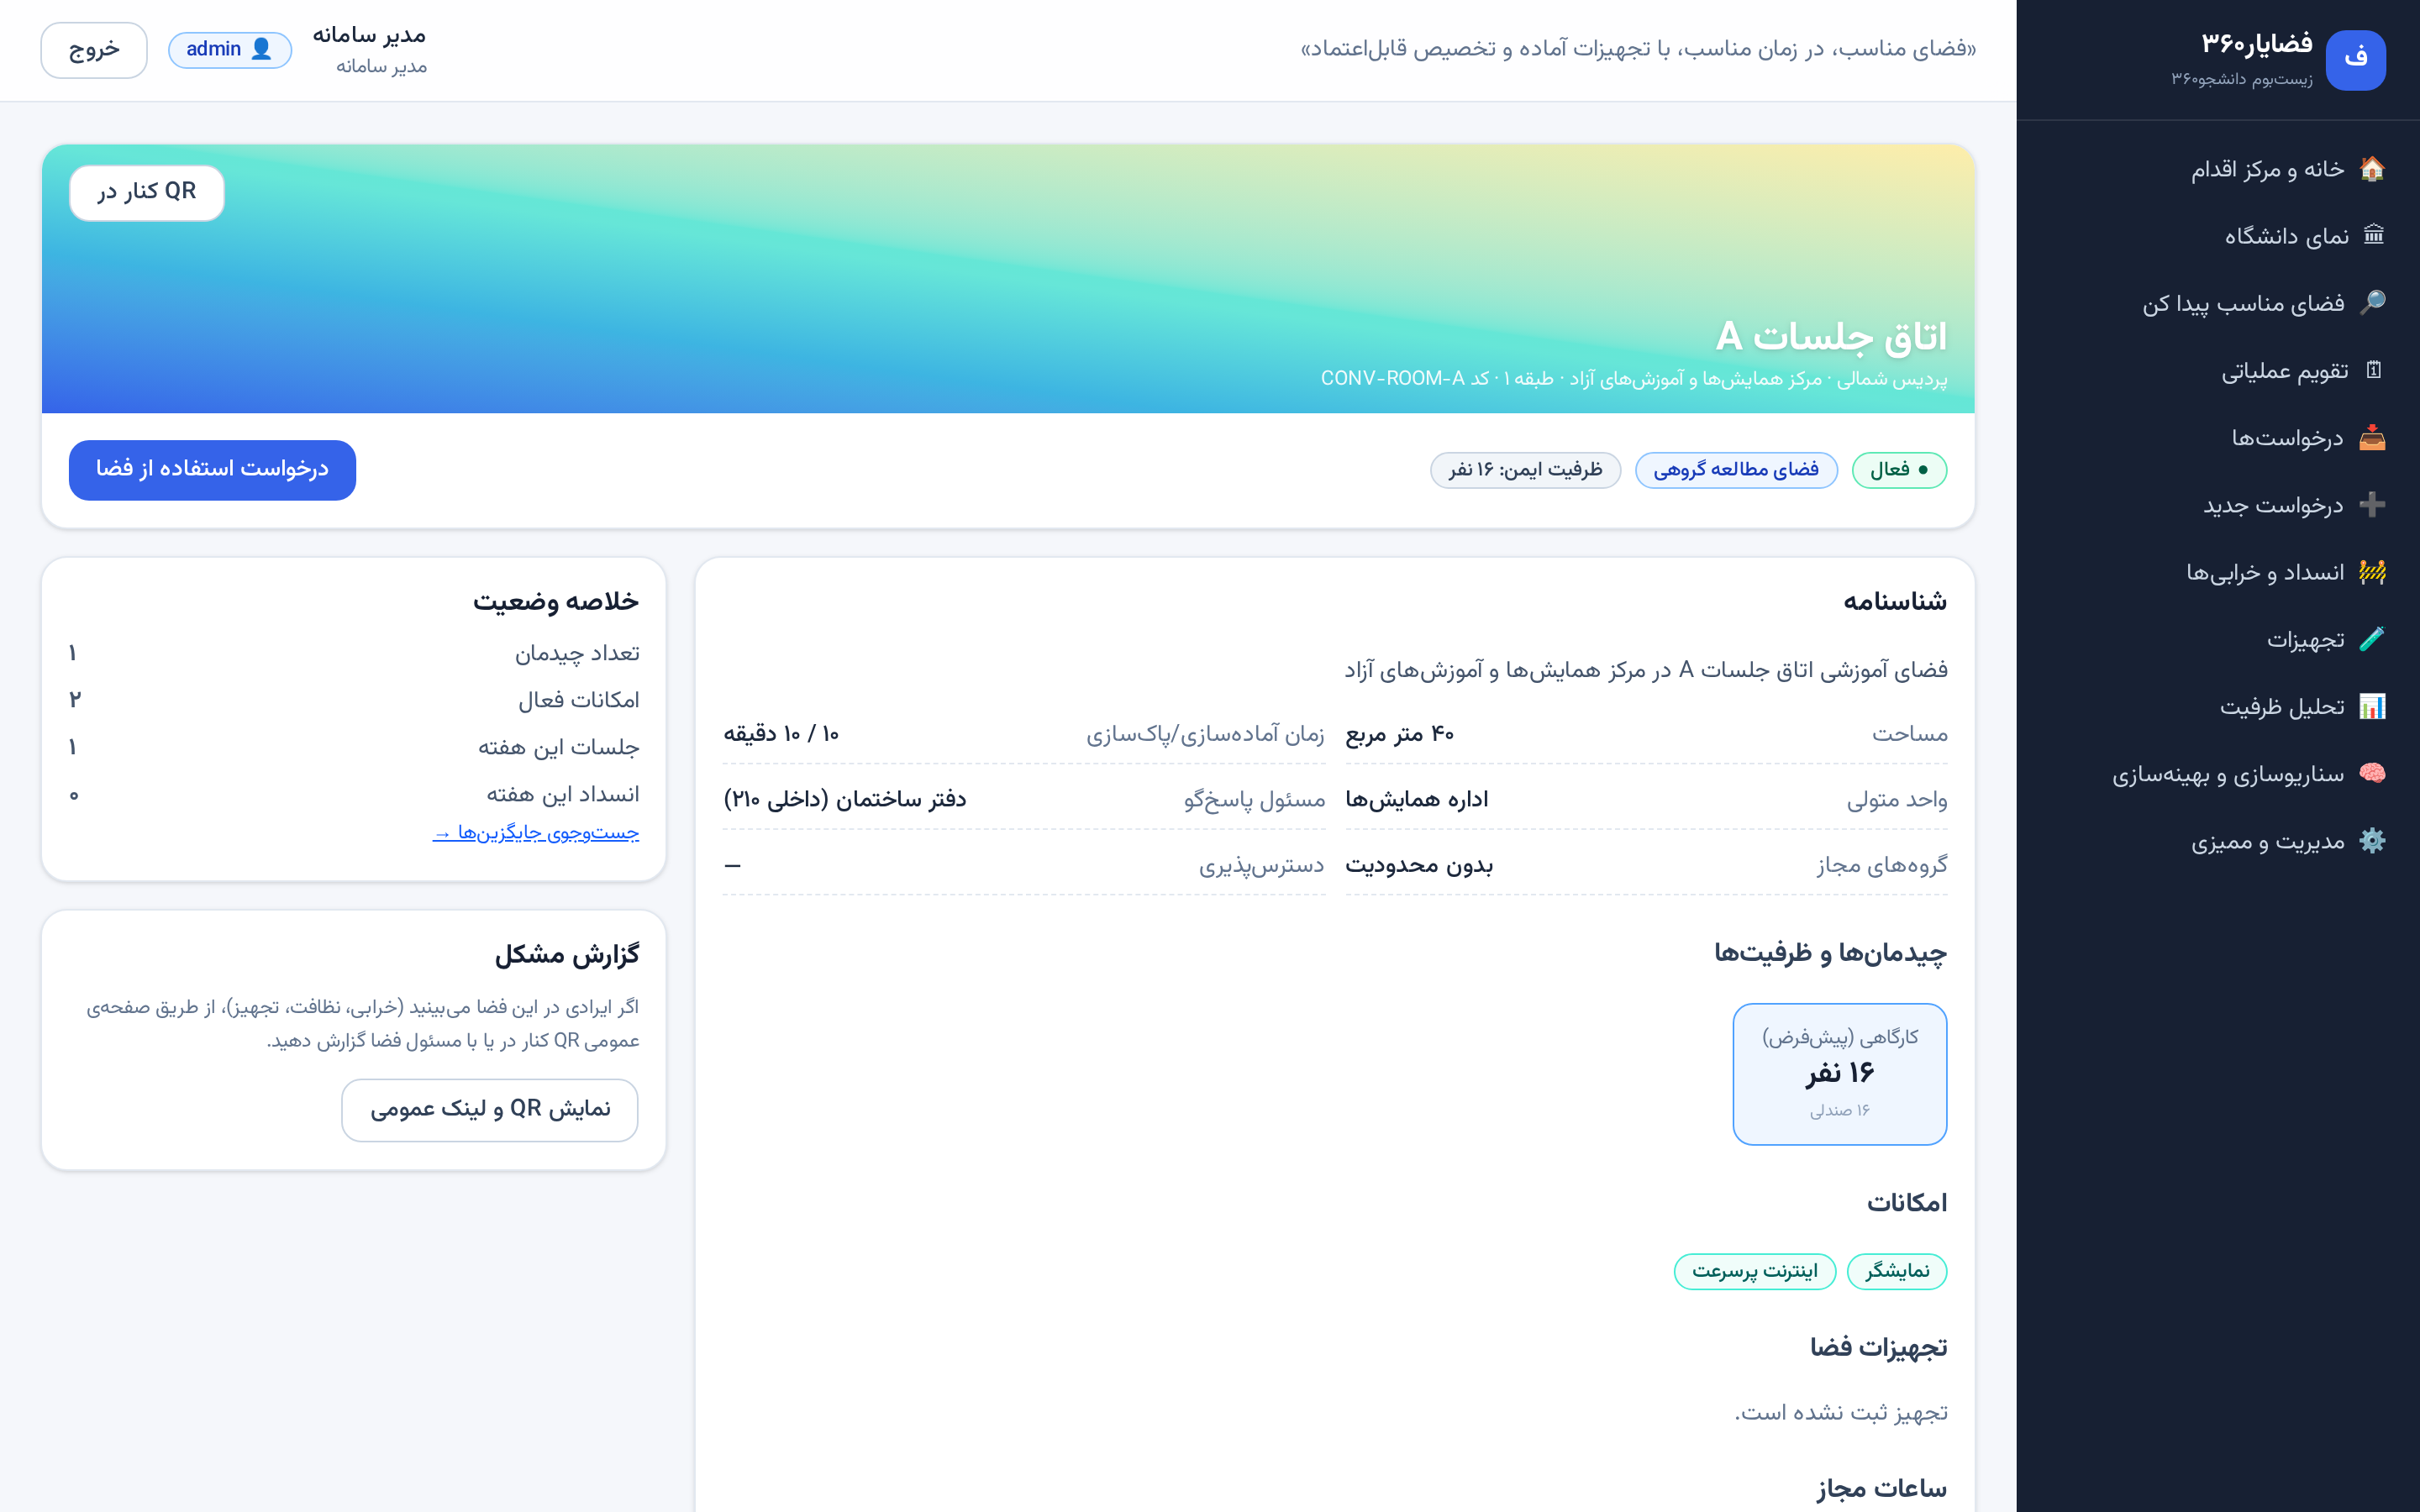 ف
فضایار۳۶۰
زیست‌بوم دانشجو۳۶۰
خانه و مرکز اقدام
نمای دانشگاه
فضای مناسب پیدا کن
تقویم عملیاتی
درخواست‌ها
درخواست جدید
انسداد و خرابی‌ها
تجهیزات
تحلیل ظرفیت
سناریوسازی و بهینه‌سازی
مدیریت و ممیزی
«فضای مناسب، در زمان مناسب، با تجهیزات آماده و تخصیص قابل‌اعتماد»
مدیر سامانه
مدیر سامانه
admin
خروج
QR کنار در
اتاق جلسات A
پردیس شمالی · مرکز همایش‌ها و آموزش‌های آزاد · طبقه ۱ · کد CONV-ROOM-A
فعال
فضای مطالعه گروهی
ظرفیت ایمن: ۱۶ نفر
درخواست استفاده از فضا
شناسنامه
فضای آموزشی اتاق جلسات A در مرکز همایش‌ها و آموزش‌های آزاد
مساحت ۴۰ متر مربع
زمان آماده‌سازی/پاک‌سازی ۱۰ / ۱۰ دقیقه
واحد متولی اداره همایش‌ها
مسئول پاسخ‌گو دفتر ساختمان (داخلی ۲۱۰)
گروه‌های مجاز بدون محدودیت
دسترس‌پذیری —
چیدمان‌ها و ظرفیت‌ها
کارگاهی (پیش‌فرض)
۱۶ نفر
۱۶ صندلی
امکانات
نمایشگر
اینترنت پرسرعت
تجهیزات فضا
تجهیز ثبت نشده است.
ساعات مجاز
خلاصه وضعیت
تعداد چیدمان ۱
امکانات فعال ۲
جلسات این هفته ۱
انسداد این هفته ۰
جست‌وجوی جایگزین‌ها →
گزارش مشکل
اگر ایرادی در این فضا می‌بینید (خرابی، نظافت، تجهیز)، از طریق صفحه‌ی
عمومی QR کنار در یا با مسئول فضا گزارش دهید.
نمایش QR و لینک عمومی